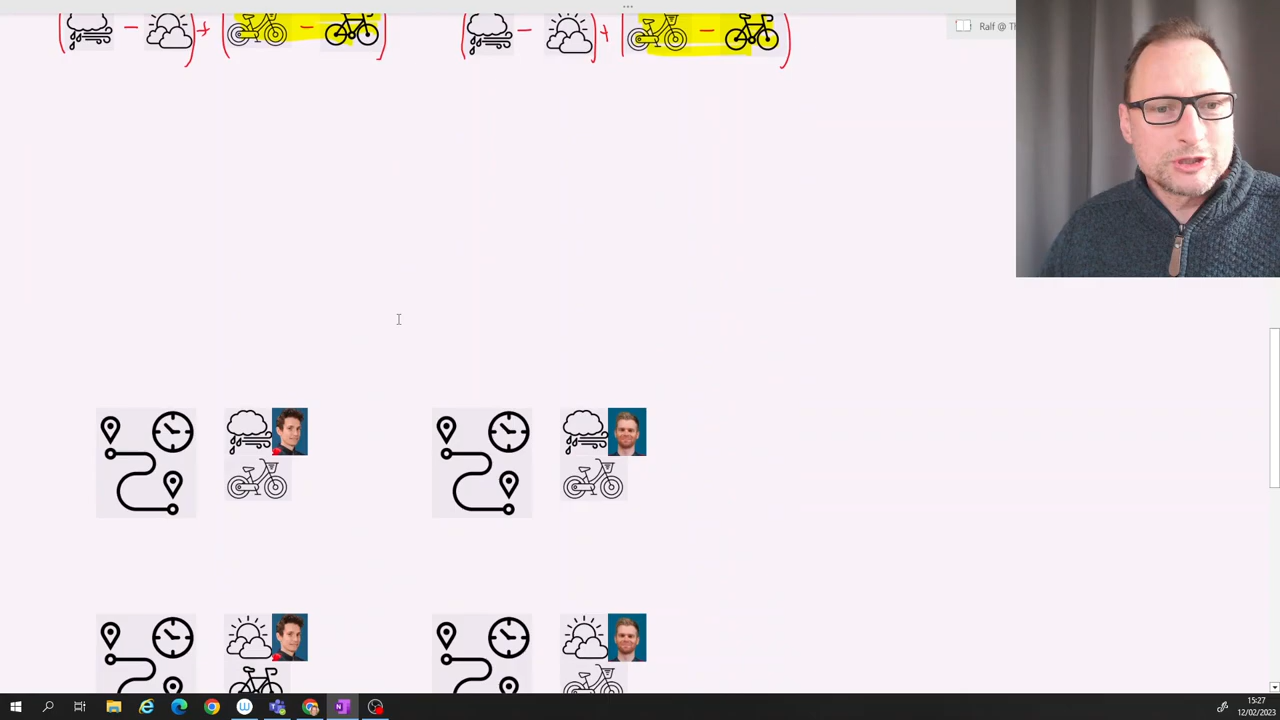 ( - ) + ( - ) ( - ) + ( - )
Ralf @ Th
15:27
12/02/2023